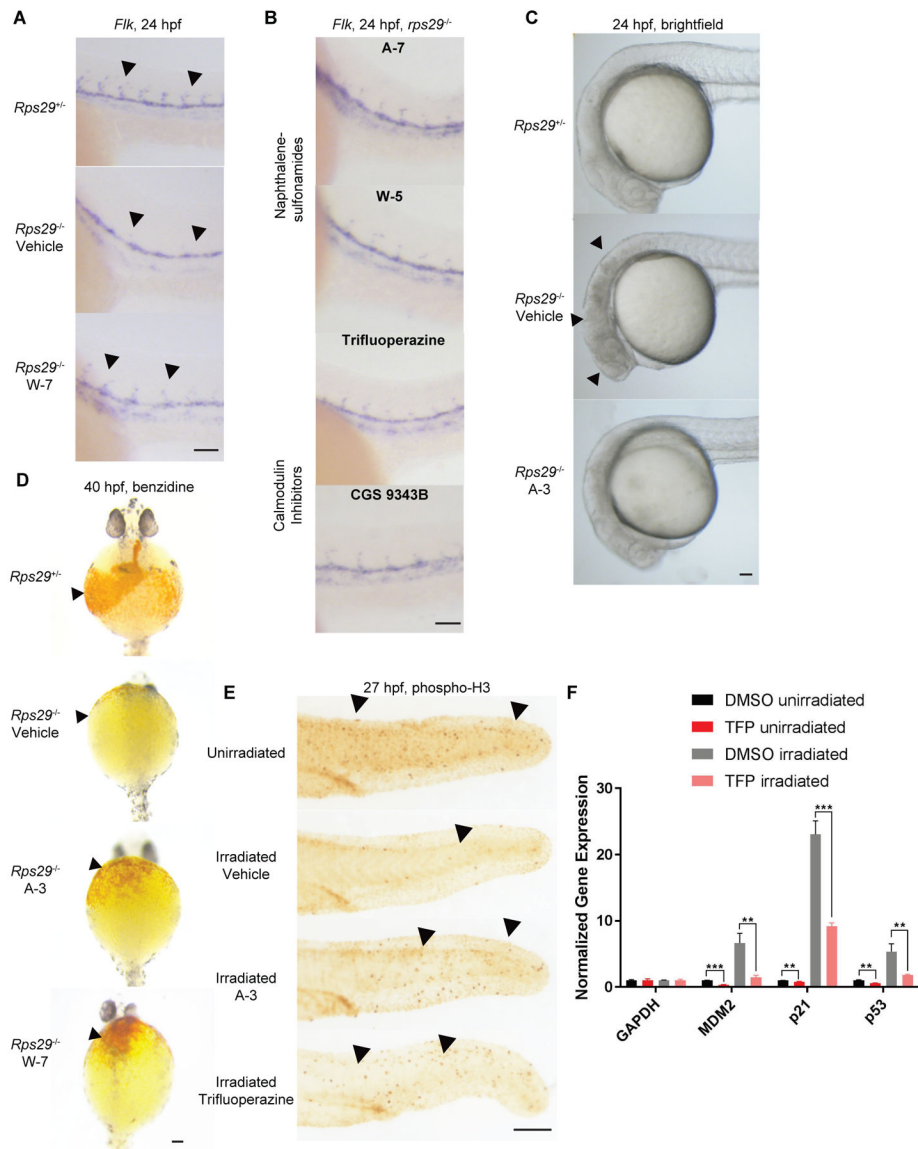 A
Flk, 24 hpf
Rps29+/-
Rps29-/-
Vehicle
Rps29-/-
W-7
B
Flk, 24 hpf, rps29-/-
A-7
Naphthalene-
sulfonamides
W-5
Trifluoperazine
Calmodulin
Inhibitors
CGS 9343B
C
24 hpf, brightfield
Rps29+/-
Rps29-/-
Vehicle
Rps29-/-
A-3
D
40 hpf, benzidine
Rps29+/-
Rps29-/-
Vehicle
Rps29-/-
A-3
Rps29-/-
W-7
E
27 hpf, phospho-H3
Unirradiated
Irradiated
Vehicle
Irradiated
A-3
Irradiated
Trifluoperazine
F
DMSO unirradiated
TFP unirradiated
DMSO irradiated
TFP irradiated
Normalized Gene Expression
30
20
10
0
***
**
**
***
**
**
GAPDH
MDM2
p21
p53